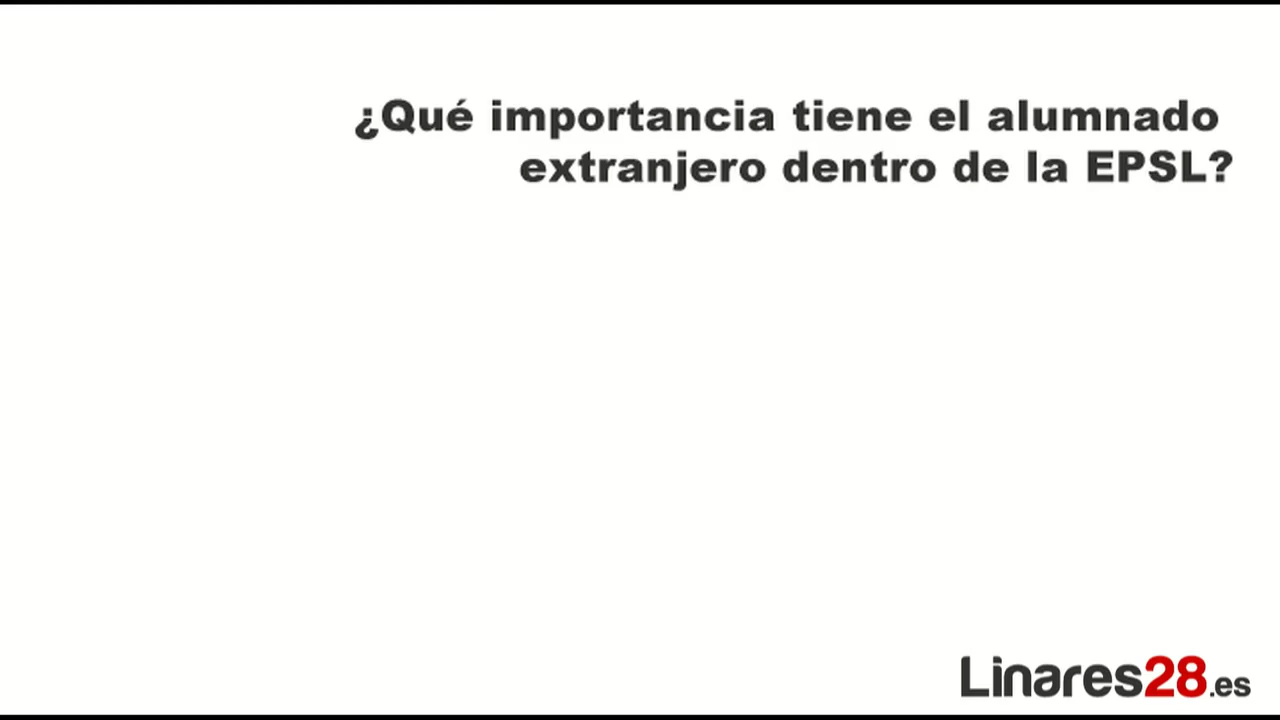 ¿Qué importancia tiene el alumnado
extranjero dentro de la EPSL?
Linares28.es